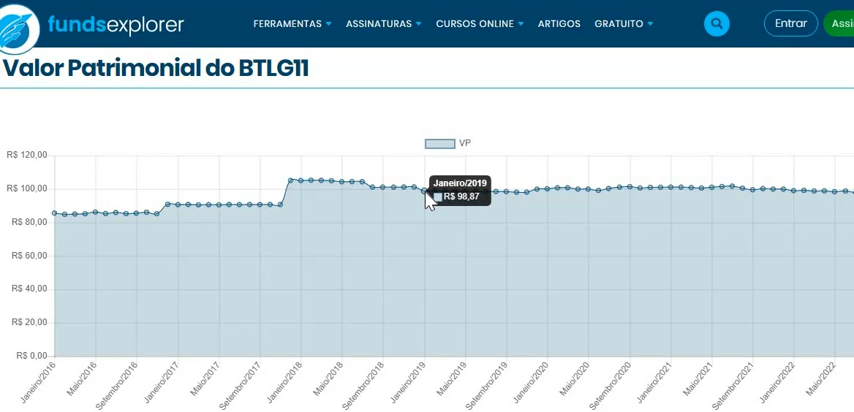 fundsexplorer
FERRAMENTAS ASSINATURAS CURSOS ONLINE ARTIGOS GRATUITO Entrar Assi
Valor Patrimonial do BTLG11
VP
R$ 120,00
R$ 100,00
R$ 80,00
R$ 60,00
R$ 40,00
R$ 20,00
R$ 0,00
Janeiro/2019
R$ 98,87
Janeiro/2016
Maio/2016
Setembro/2016
Janeiro/2017
Maio/2017
Setembro/2017
Janeiro/2018
Maio/2018
Setembro/2018
Janeiro/2019
Maio/2019
Setembro/2019
Janeiro/2020
Maio/2020
Setembro/2020
Janeiro/2021
Maio/2021
Setembro/2021
Janeiro/2022
Maio/2022